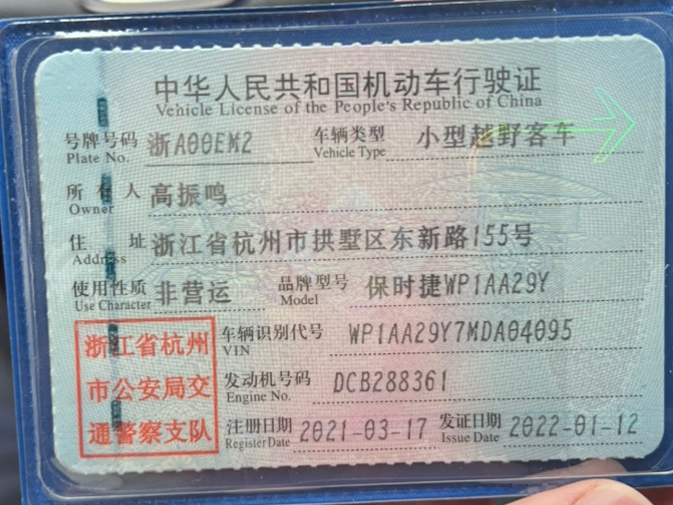 中华人民共和国机动车行驶证
Vehicle License of the People's Republic of China
号牌号码 浙A00EM2 车辆类型 小型越野客车
Plate No. Vehicle Type
所有人 高振鸣
Owner
住址 浙江省杭州市拱墅区东新路155号
Address
使用性质 非营运 品牌型号 保时捷WP1AA29Y
Use Character Model
浙江省杭州
市公安局交
通警察支队
车辆识别代号 WP1AA29Y7MDA04095
VIN
发动机号码 DCB288361
Engine No.
注册日期 2021-03-17 发证日期 2022-01-12
Register Date Issue Date